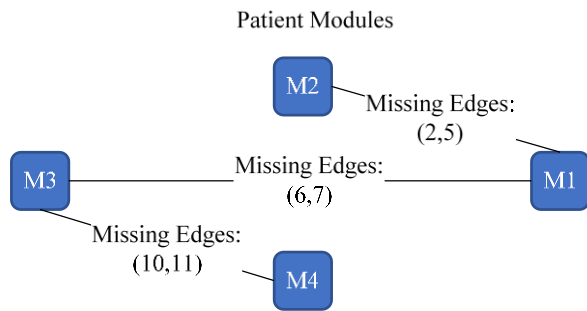 Patient Modules
M2
Missing Edges:
(2,5)
M3
Missing Edges:
(6,7)
M1
Missing Edges:
(10,11)
M4